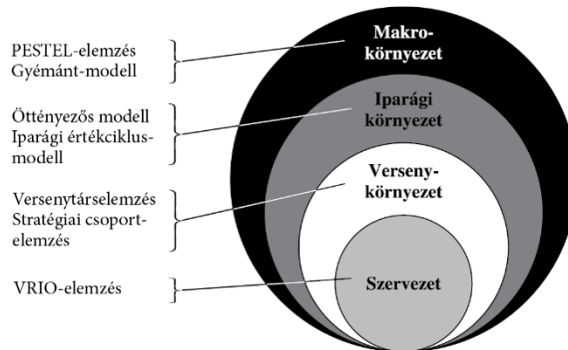 PESTEL-elemzés
Gyémánt-modell
Öttényezős modell
Iparági értékciklus-
modell
Versenytárselemzés
Stratégiai csoport-
elemzés
VRIO-elemzés
Makro-
környezet
Iparági
környezet
Verseny-
környezet
Szervezet